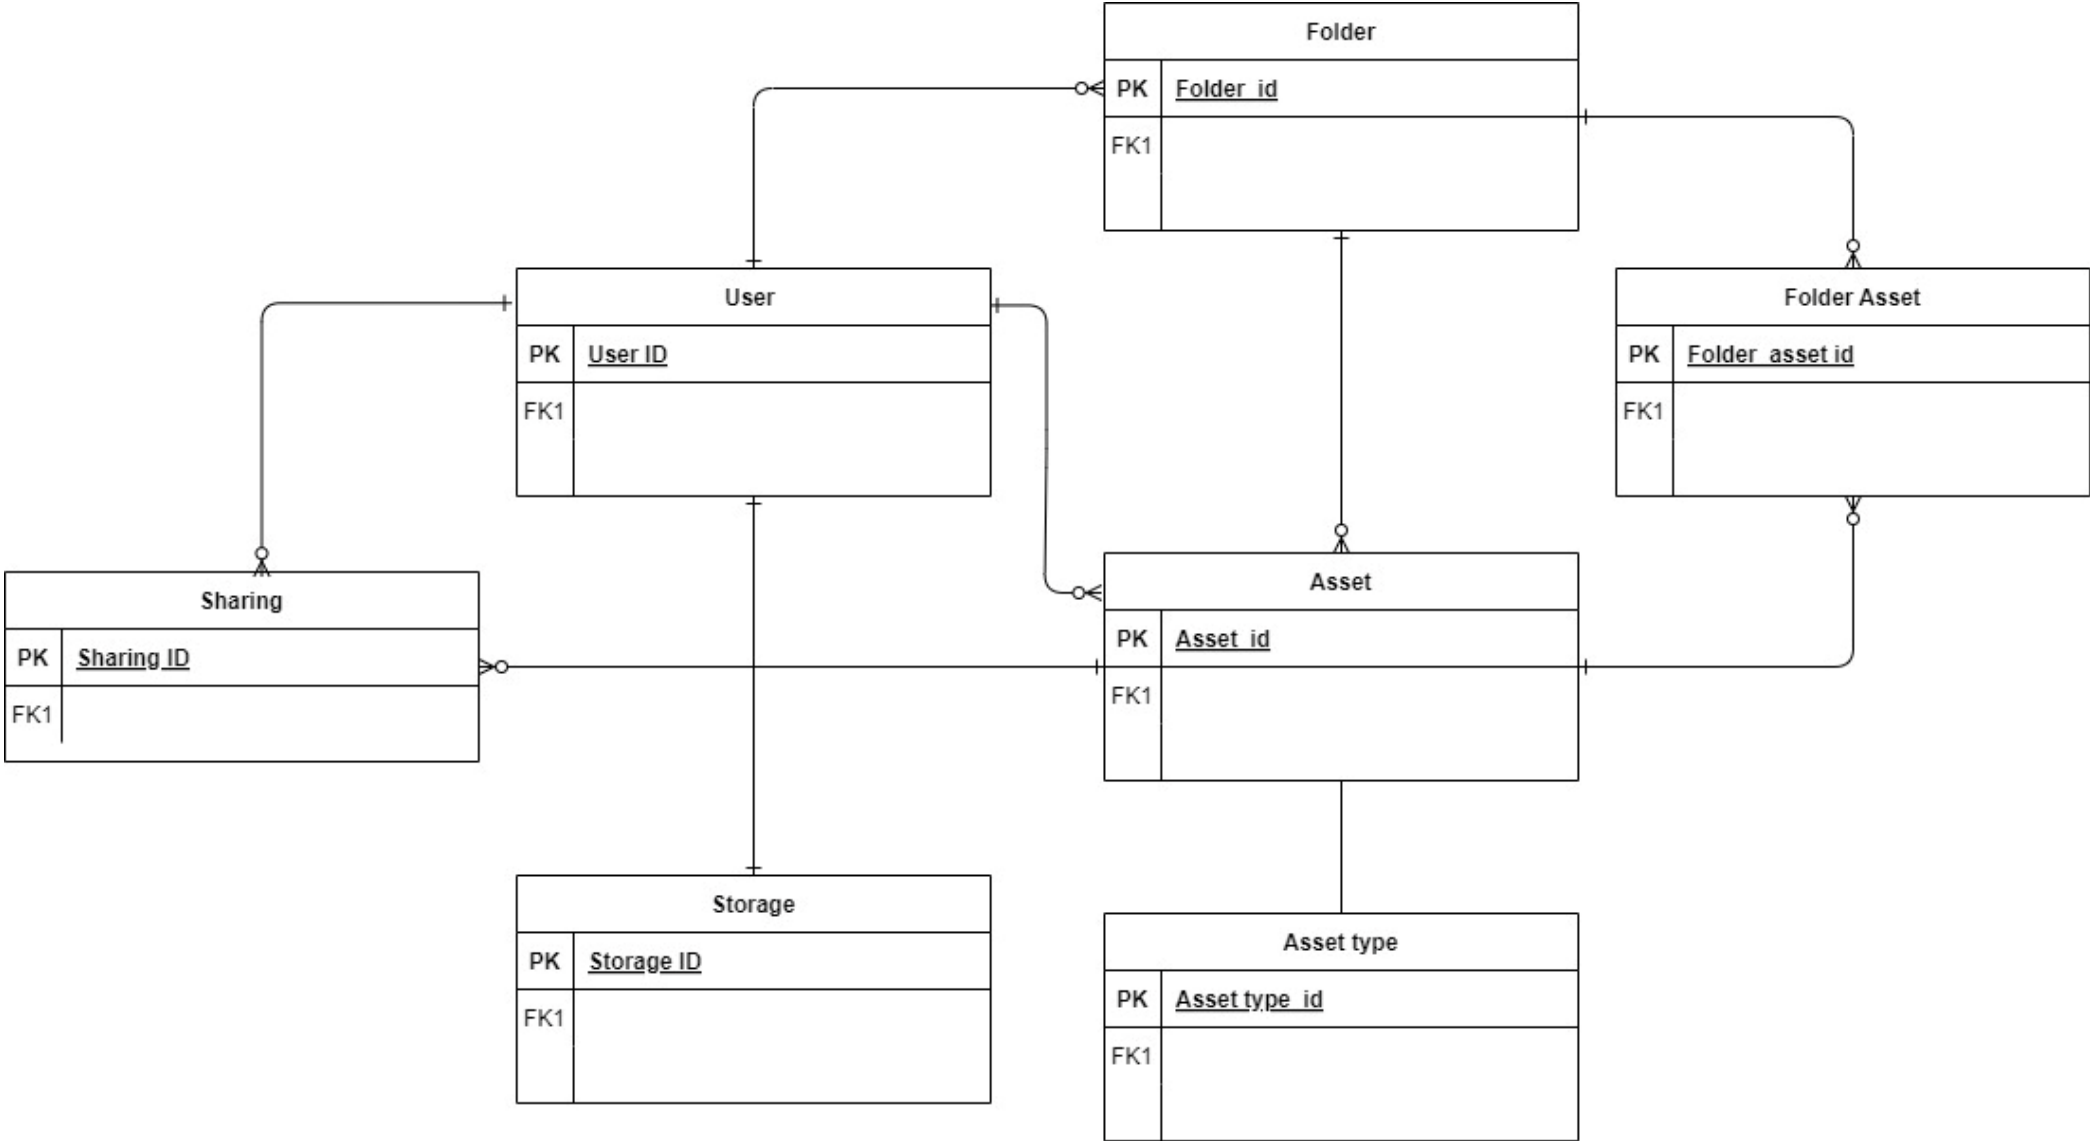 Folder
PK Folder_id
FK1
User
PK User ID
FK1
Folder Asset
PK Folder_asset id
FK1
Sharing
PK Sharing ID
FK1
Asset
PK Asset_id
FK1
Storage
PK Storage ID
FK1
Asset type
PK Asset type_id
FK1